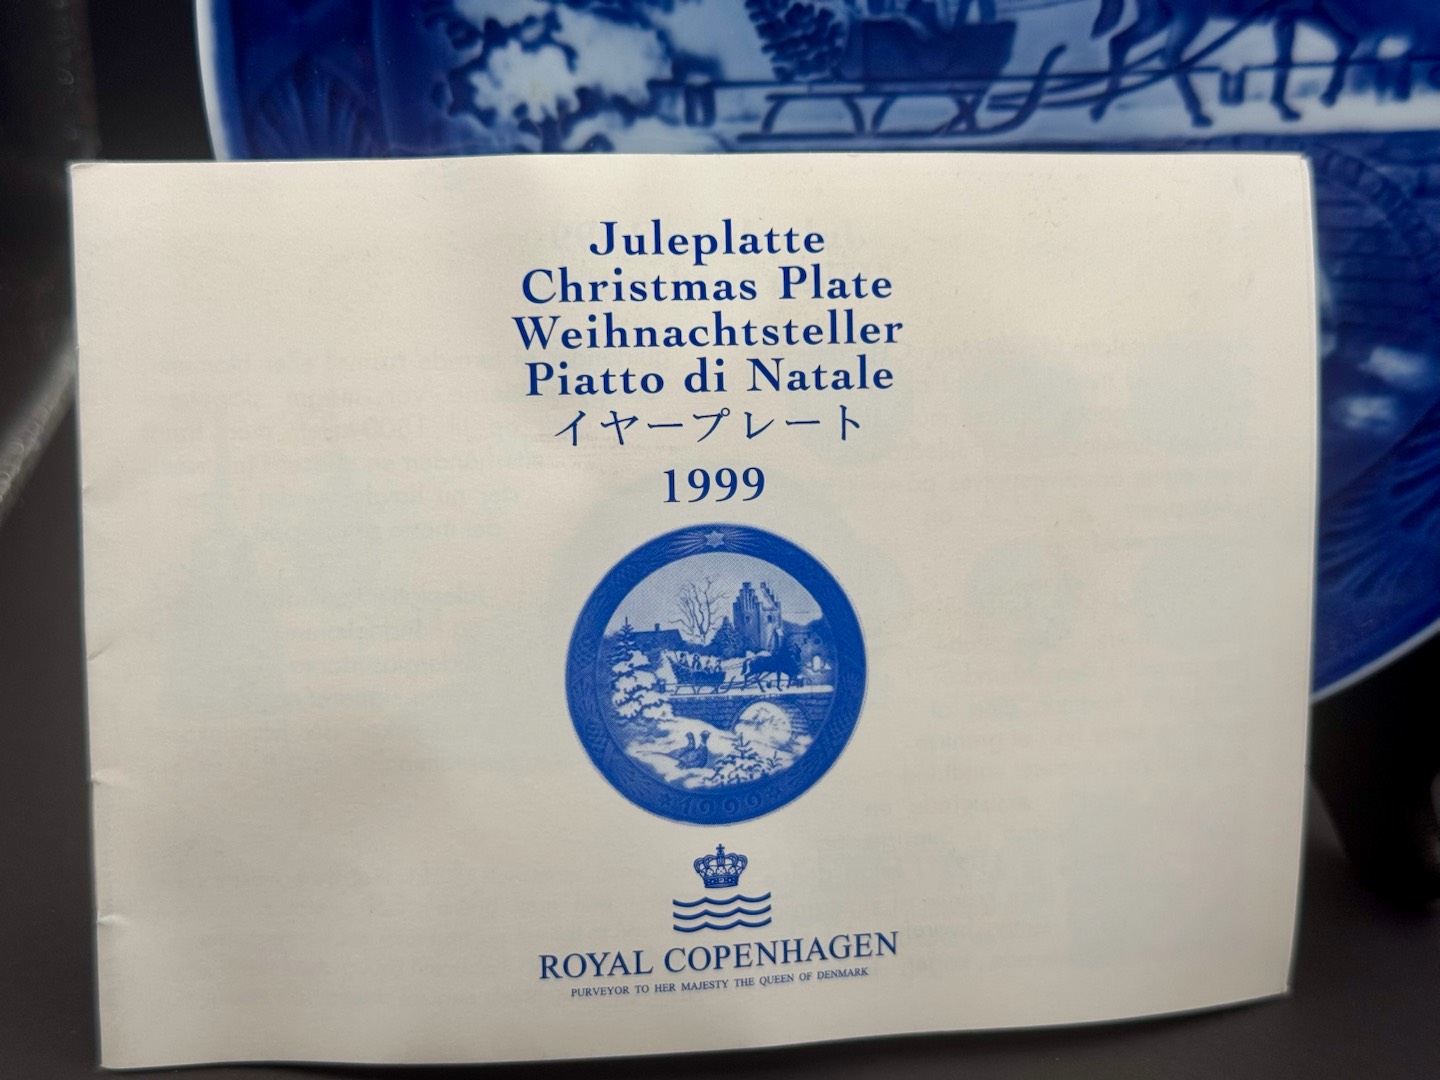 Juleplatte
Christmas Plate
Weihnachtsteller
Piatto di Natale
イヤープレート
1999
1999
ROYAL COPENHAGEN
PURVEYOR TO HER MAJESTY THE QUEEN OF DENMARK